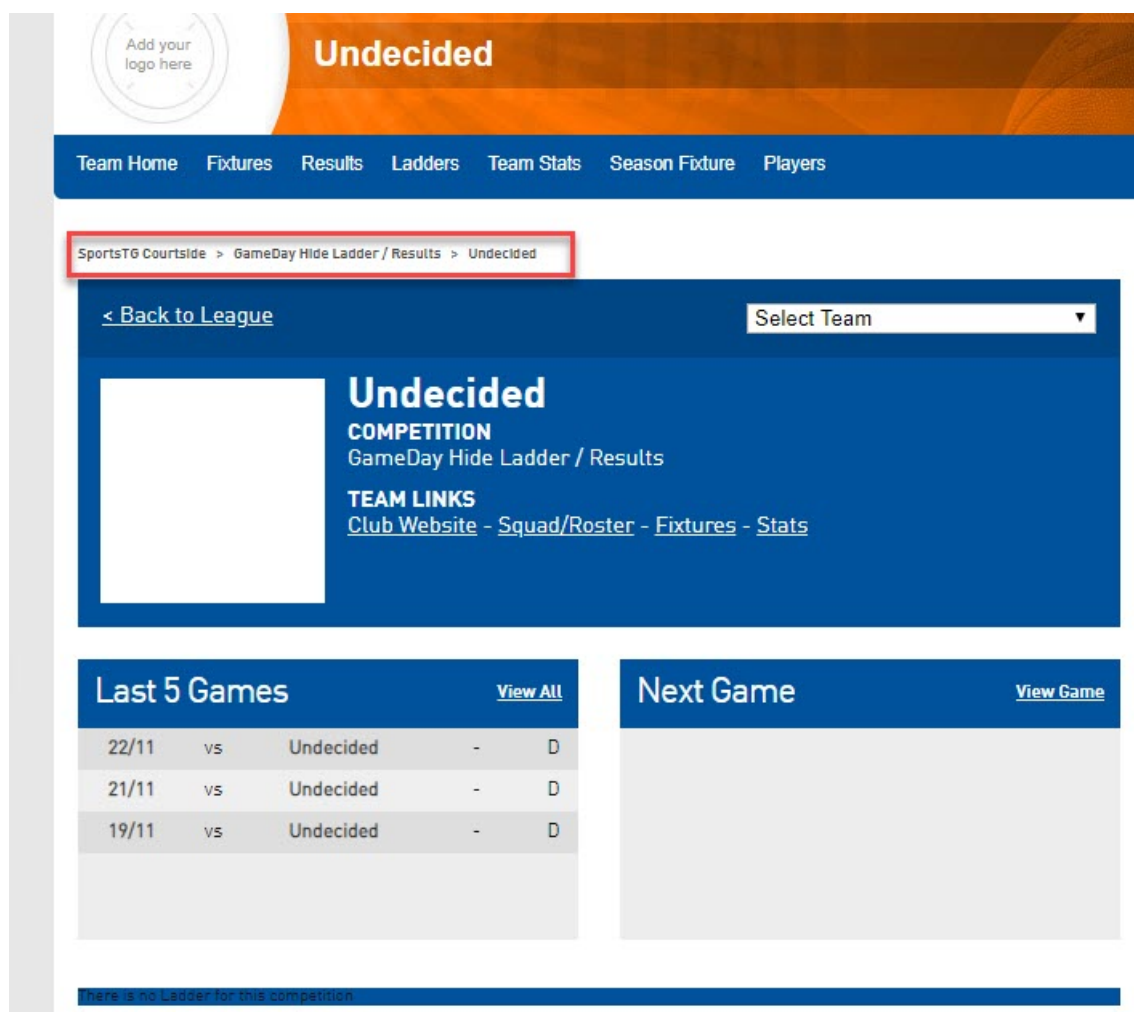 Add your
logo here
Undecided
Team Home Fixtures Results Ladders Team Stats Season Fixture Players
SportsTG Courtside > GameDay Hide Ladder / Results > Undecided
< Back to League
Select Team
Undecided
COMPETITION
GameDay Hide Ladder / Results
TEAM LINKS
Club Website - Squad/Roster - Fixtures - Stats
Last 5 Games View All
22/11 vs Undecided - D
21/11 vs Undecided - D
19/11 vs Undecided - D
Next Game View Game
There is no Ladder for this competition